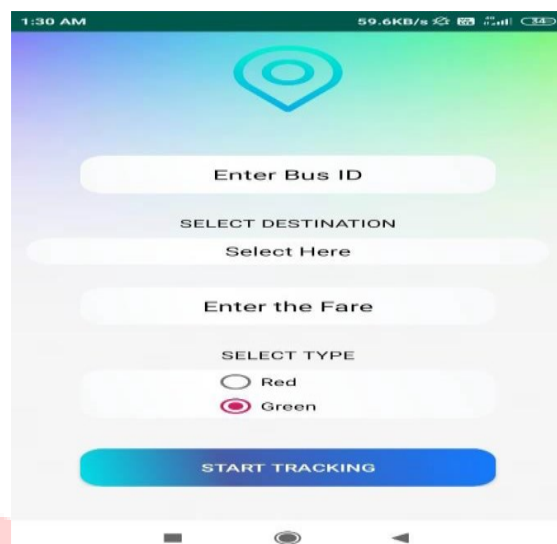 1:30 AM 59.6KB/s 34
Enter Bus ID
SELECT DESTINATION
Select Here
Enter the Fare
SELECT TYPE
Red
Green
START TRACKING